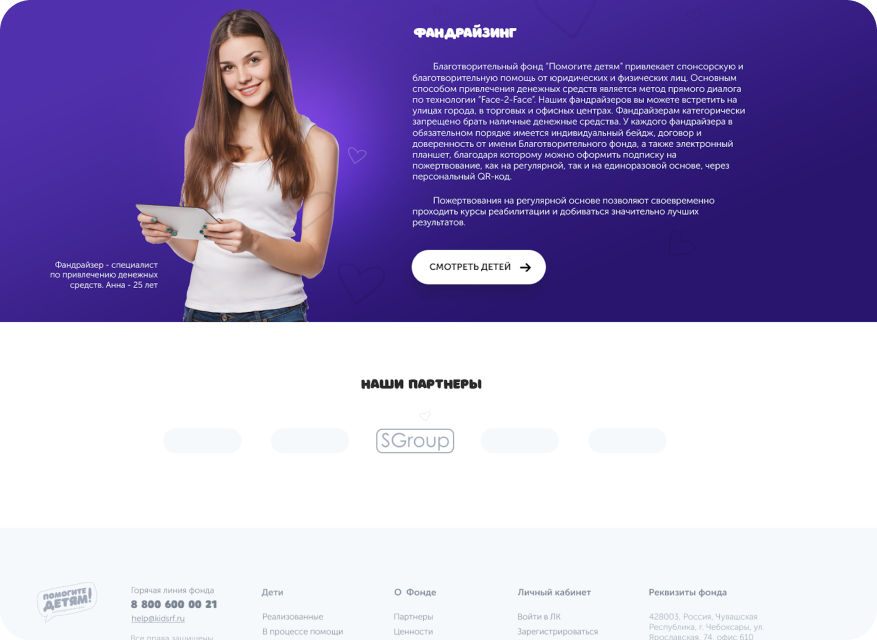 ФАНДРАЙЗИНГ
Благотворительный фонд "Помогите детям" привлекает спонсорскую и
благотворительную помощь от юридических и физических лиц. Основным
способом привлечения денежных средств является метод прямого диалога
по технологии "Face-2-Face". Наших фандрайзеров вы можете встретить на
улицах города, в торговых и офисных центрах. Фандрайзерам категорически
запрещено брать наличные денежные средства. У каждого фандрайзера в
обязательном порядке имеется индивидуальный бейдж, договор и
доверенность от имени Благотворительного фонда, а также электронный
планшет, благодаря которому можно оформить подписку на
пожертвование, как на регулярной, так и на единоразовой основе, через
персональный QR-код.
Пожертвования на регулярной основе позволяют своевременно
проходить курсы реабилитации и добиваться значительно лучших
результатов.
СМОТРЕТЬ ДЕТЕЙ
Фандрайзер - специалист
по привлечению денежных
средств. Анна - 25 лет
НАШИ ПАРТНЕРЫ
SGroup
ПОМОГИТЕ
ДЕТЯМ!
Горячая линия фонда
8 800 600 00 21
help@kidsrf.ru
Все права защищены
Дети
Реализованные
В процессе помощи
О Фонде
Партнеры
Ценности
Личный кабинет
Войти в ЛК
Зарегистрироваться
Реквизиты фонда
428003, Россия, Чувашская
Республика, г. Чебоксары, ул.
Ярославская, 74, офис 610